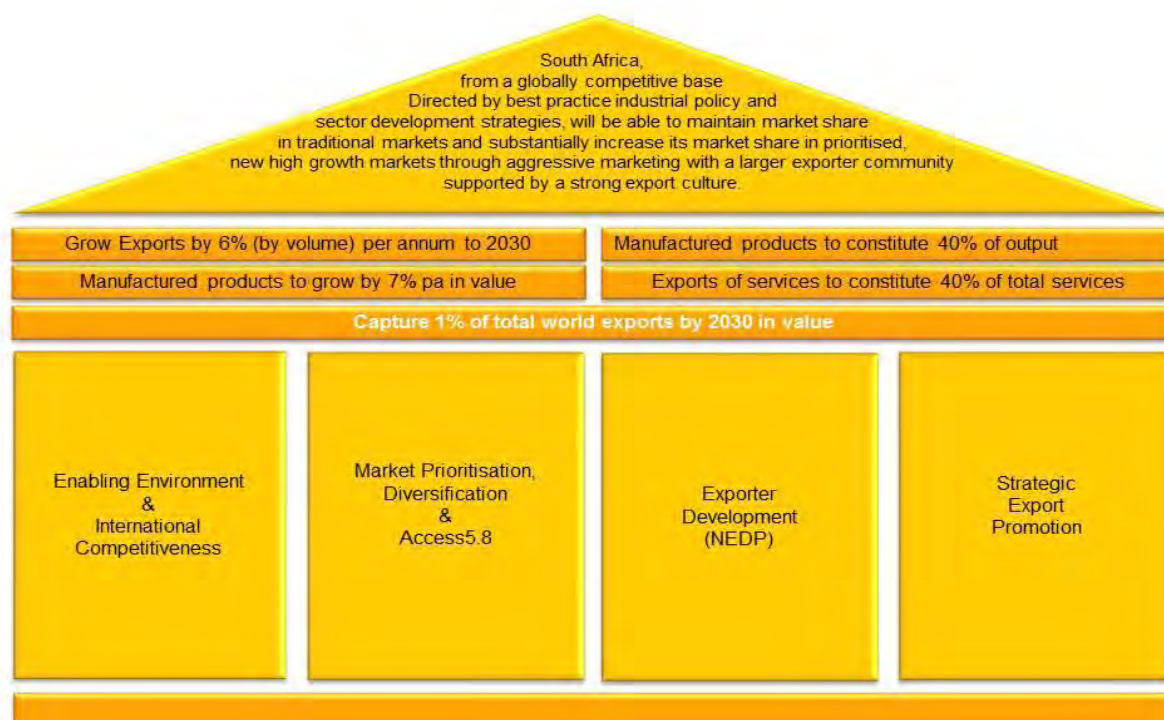 South Africa,
from a globally competitive base
Directed by best practice industrial policy and
sector development strategies, will be able to maintain market share
in traditional markets and substantially increase its market share in prioritised,
new high growth markets through aggressive marketing with a larger exporter community
supported by a strong export culture.
Grow Exports by 6% (by volume) per annum to 2030
Manufactured products to constitute 40% of output
Manufactured products to grow by 7% pa in value
Exports of services to constitute 40% of total services
Capture 1% of total world exports by 2030 in value
Enabling Environment
&
International
Competitiveness
Market Prioritisation,
Diversification
&
Access5.8
Exporter
Development
(NEDP)
Strategic
Export
Promotion